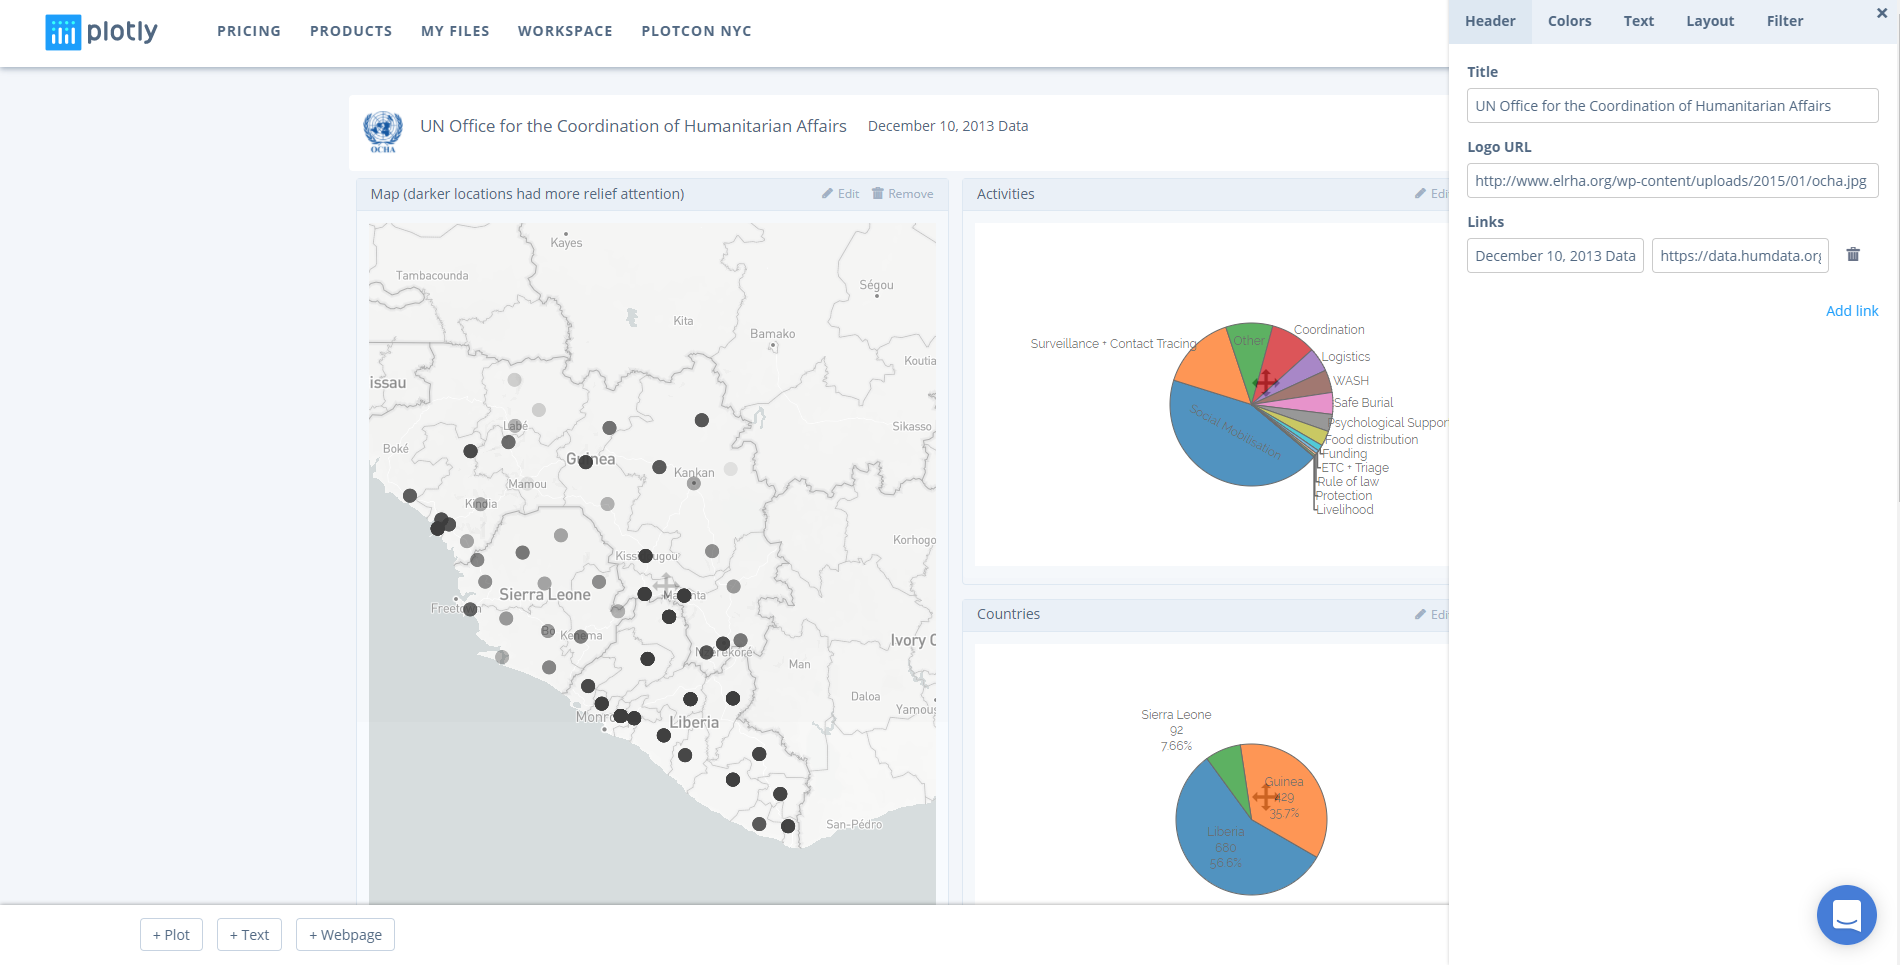 plotly
PRICING
PRODUCTS
MY FILES
WORKSPACE
PLOTCON NYC
OCHA
UN Office for the Coordination of Humanitarian Affairs
December 10, 2013 Data
Map (darker locations had more relief attention)
Edit
Remove
Kayes
Tambacounda
Ségou
Kita
Bamako
Koutia
issau
Labé
Sikasso
Boké
Guinea
Kankan
Mamou
Kindia
Korhogo
Sierra Leone
Freetown
Bo
Kenema
Nzérékoré
Ivory C
Man
Daloa
Yamous
Monro
Liberia
San-Pédro
Activities
Surveillance + Contact Tracing
Other
Coordination
Logistics
WASH
Safe Burial
Psychological Suppor
Food distribution
Funding
ETC + Triage
Rule of law
Protection
Livelihood
Social Mobilisation
Countries
Sierra Leone
92
7.66%
Guinea
429
35.7%
Liberia
680
56.6%
+ Plot
+ Text
+ Webpage
Header
Colors
Text
Layout
Filter
Title
UN Office for the Coordination of Humanitarian Affairs
Logo URL
http://www.elrha.org/wp-content/uploads/2015/01/ocha.jpg
Links
December 10, 2013 Data
https://data.humdata.org
Add link